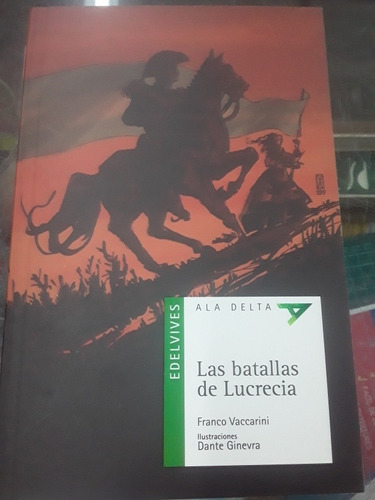 EDELVIVES
ALA DELTA
Las batallas
de Lucrecia
Franco Vaccarini
Ilustraciones
Dante Ginevra